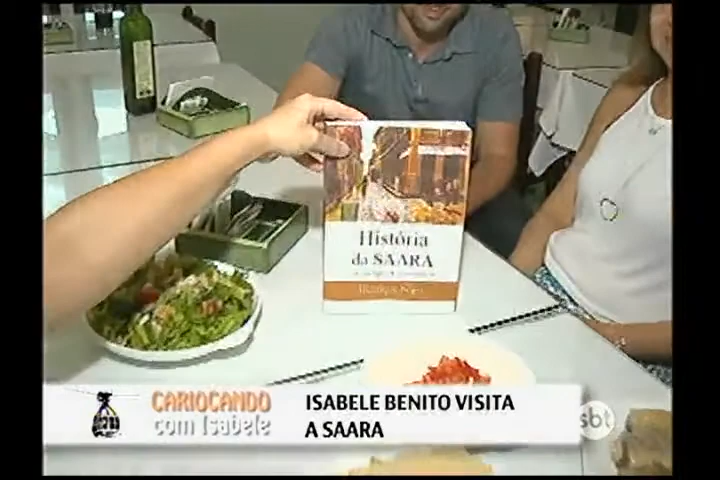 História
da SAARA
CARIOCANDO
com Isabele
ISABELE BENITO VISITA
A SAARA
sbt